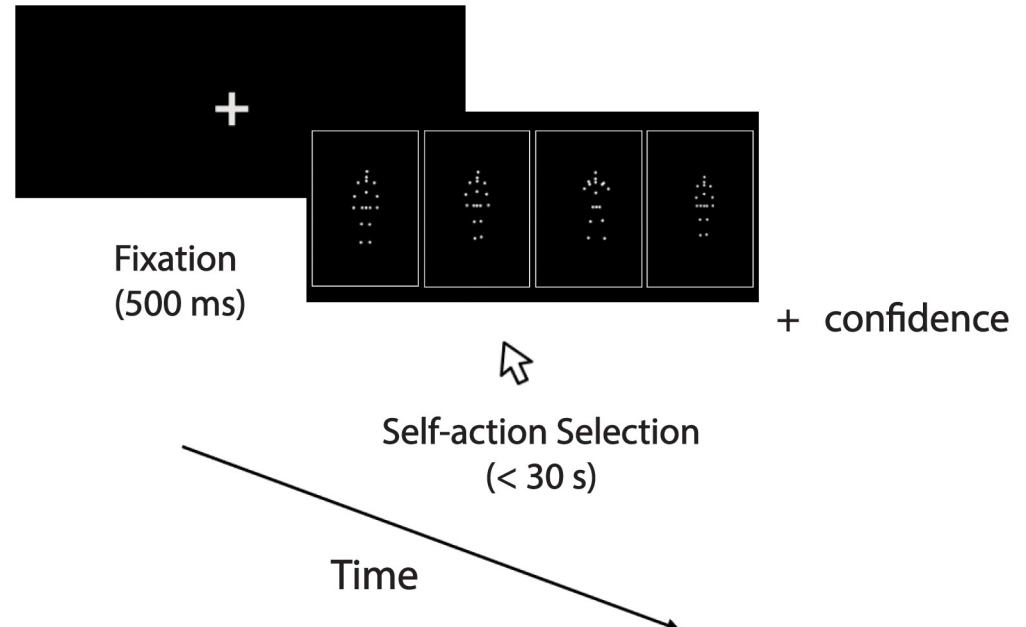 Fixation
(500 ms)
+ confidence
Self-action Selection
(< 30 s)
Time